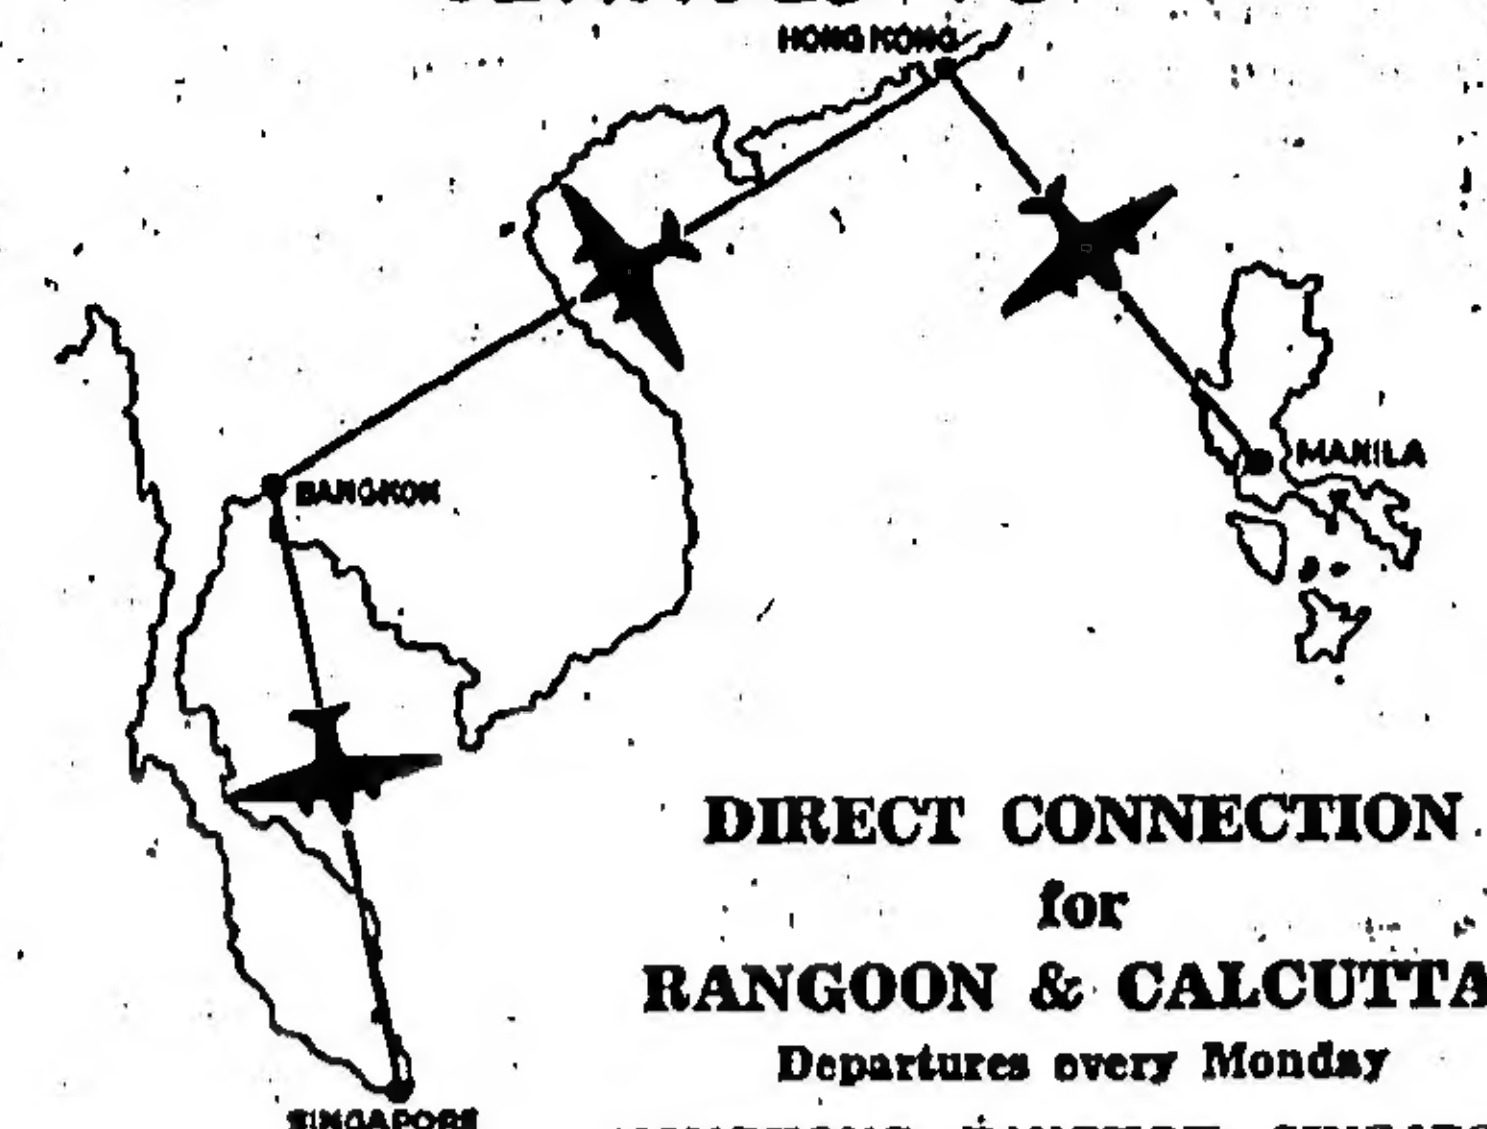 HONG KONG
MANILA
BANGKOK
DIRECT CONNECTION
for
RANGOON & CALCUTTA
Departures every Monday
SINGAPORE